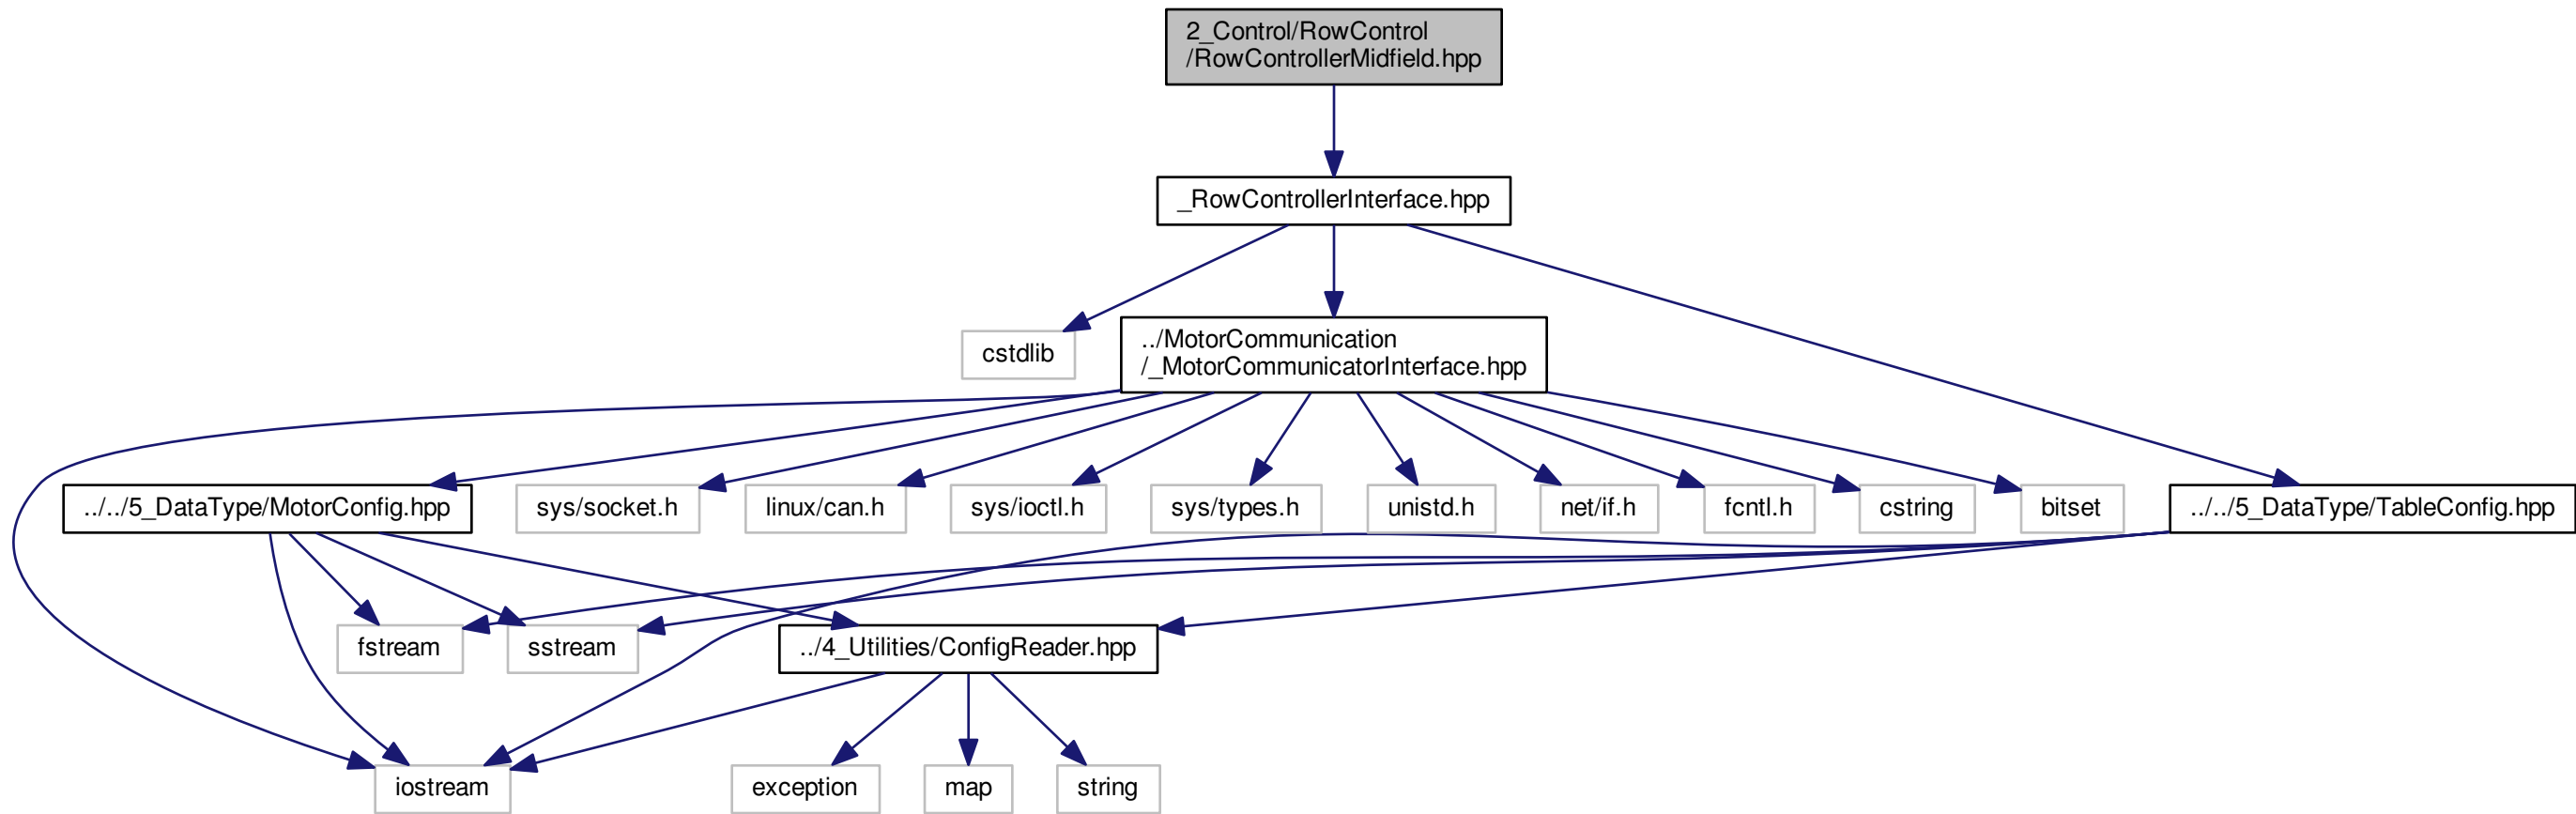 2_Control/RowControl
/RowControllerMidfield.hpp
_RowControllerInterface.hpp
cstdlib
../MotorCommunication
/_MotorCommunicatorInterface.hpp
../../5_DataType/MotorConfig.hpp
sys/socket.h
linux/can.h
sys/ioctl.h
sys/types.h
unistd.h
net/if.h
fcntl.h
cstring
bitset
../../5_DataType/TableConfig.hpp
fstream
sstream
../4_Utilities/ConfigReader.hpp
iostream
exception
map
string